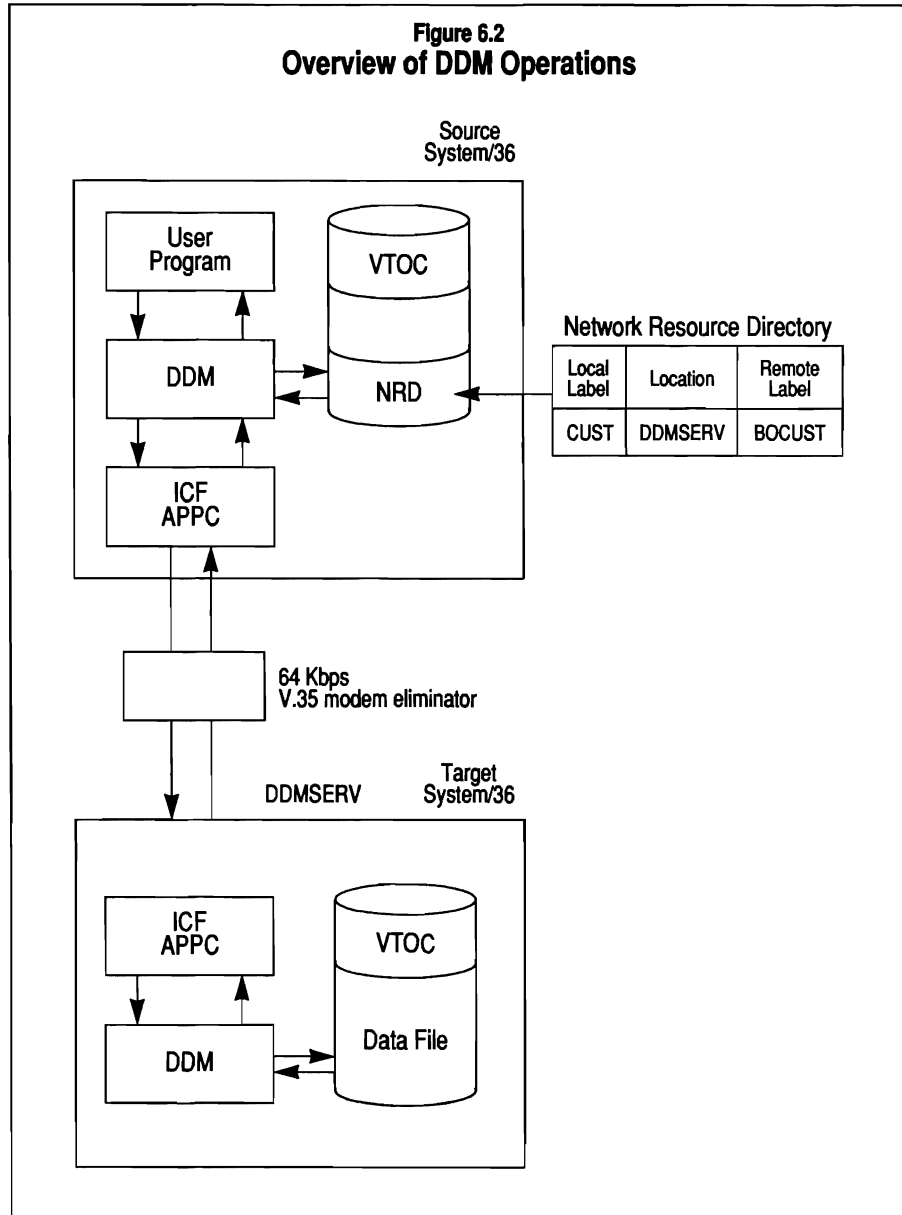 Figure 6.2
Overview of DDM Operations
Source
System/36
User
Program
VTOC
DDM
NRD
ICF
APPC
Network Resource Directory
Local
Label
Location
Remote
Label
CUST
DDMSERV
BOCUST
64 Kbps
V.35 modem eliminator
DDMSERV
Target
System/36
ICF
APPC
VTOC
DDM
Data File